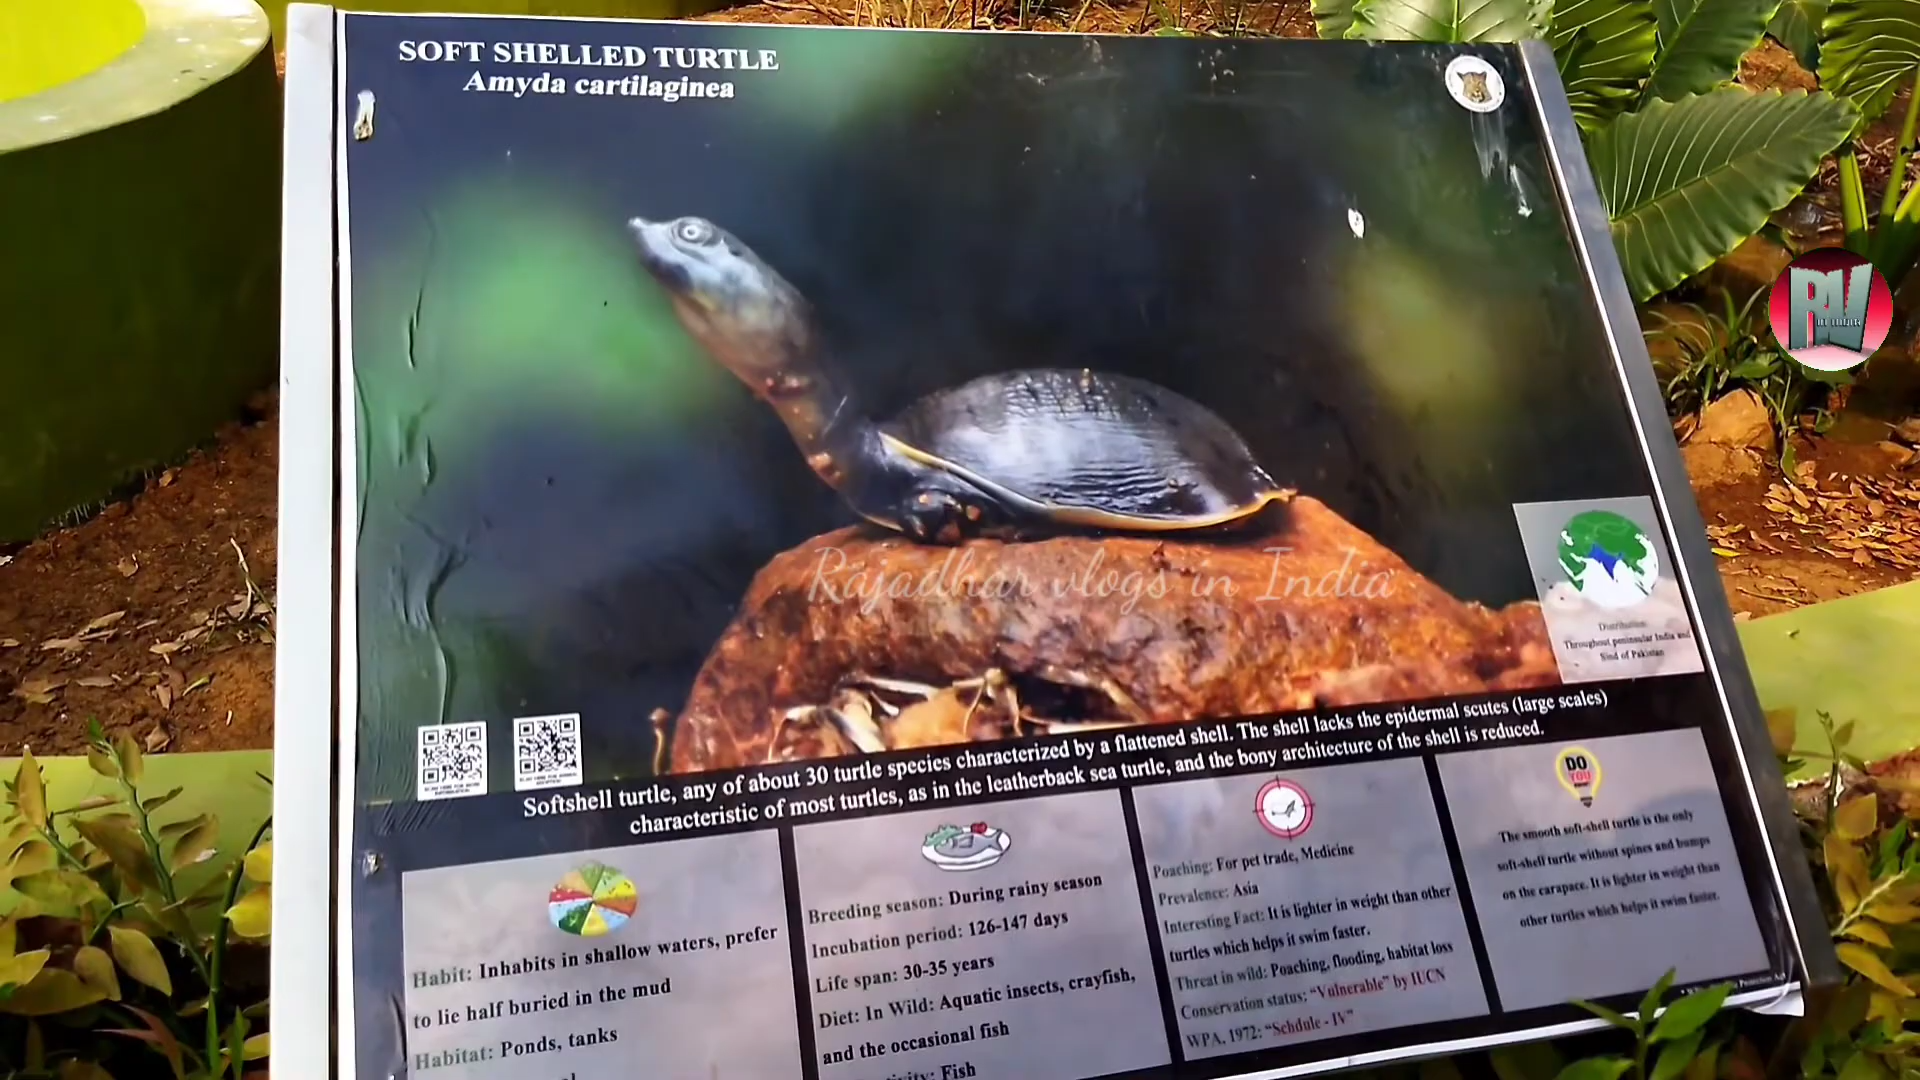 SOFT SHELLED TURTLE
Amyda cartilaginea
Rajadhar vlogs in India
Distribution:
Throughout peninsular India and
Sind of Pakistan
Softshell turtle, any of about 30 turtle species characterized by a flattened shell. The shell lacks the epidermal scutes (large scales)
characteristic of most turtles, as in the leatherback sea turtle, and the bony architecture of the shell is reduced.
Habit: Inhabits in shallow waters, prefer
to lie half buried in the mud
Habitat: Ponds, tanks
Breeding season: During rainy season
Incubation period: 126-147 days
Life span: 30-35 years
Diet: In Wild: Aquatic insects, crayfish,
and the occasional fish
Fish
Poaching: For pet trade, Medicine
Prevalence: Asia
Interesting Fact: It is lighter in weight than other
turtles which helps it swim faster.
Threat in wild: Poaching, flooding, habitat loss
Conservation status: "Vulnerable" by IUCN
WPA, 1972: "Schdule - IV"
DO
YOU
The smooth soft-shell turtle is the only
soft-shell turtle without spines and bumps
on the carapace. It is lighter in weight than
other turtles which helps it swim faster.
RV
IN INDIA